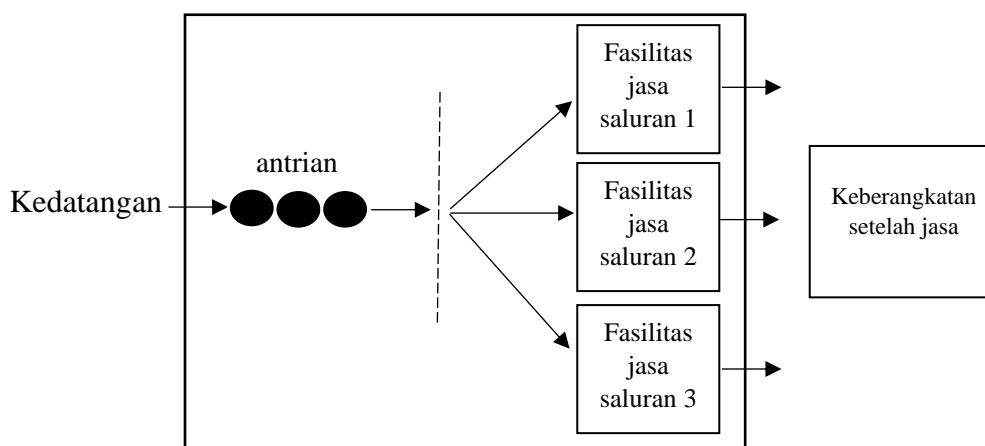 Kedatangan
antrian
Fasilitas
jasa
saluran 1
Fasilitas
jasa
saluran 2
Fasilitas
jasa
saluran 3
Keberangkatan
setelah jasa